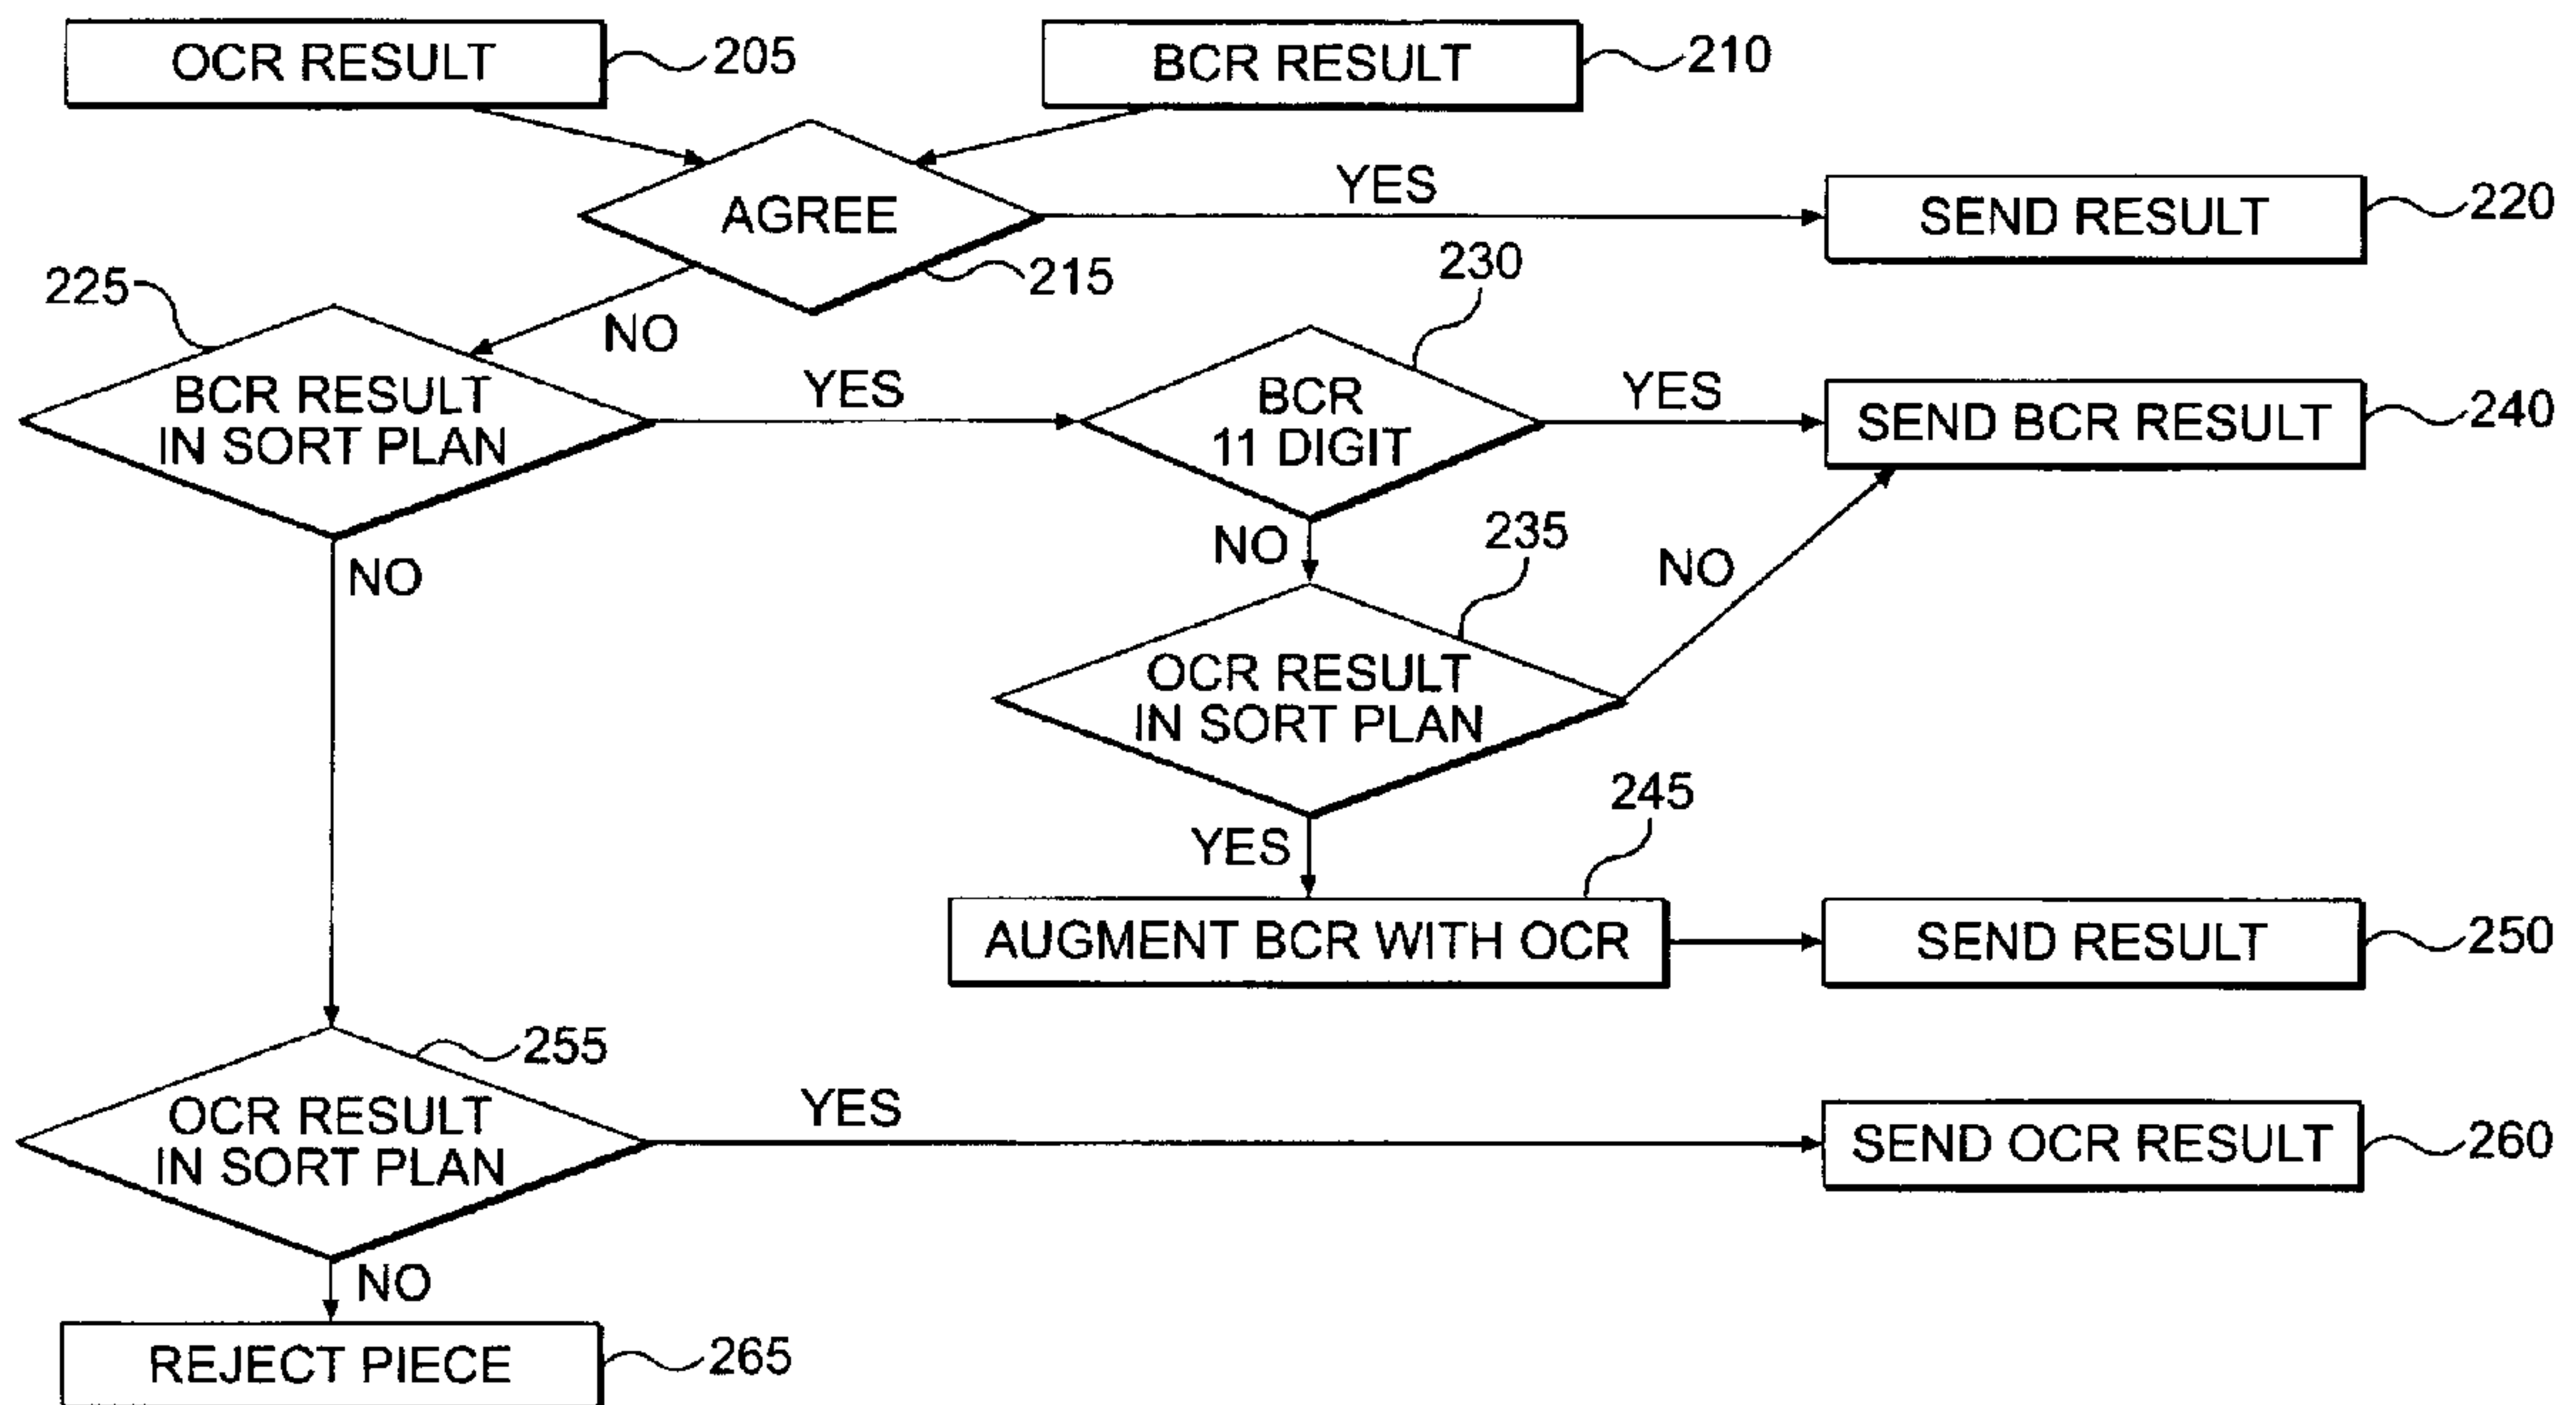 OCR RESULT
205
BCR RESULT
210
AGREE
215
YES
SEND RESULT
220
NO
225
BCR RESULT
IN SORT PLAN
YES
230
BCR
11 DIGIT
YES
SEND BCR RESULT
240
NO
NO
235
OCR RESULT
IN SORT PLAN
NO
YES
245
AUGMENT BCR WITH OCR
SEND RESULT
250
255
OCR RESULT
IN SORT PLAN
YES
SEND OCR RESULT
260
NO
REJECT PIECE
265